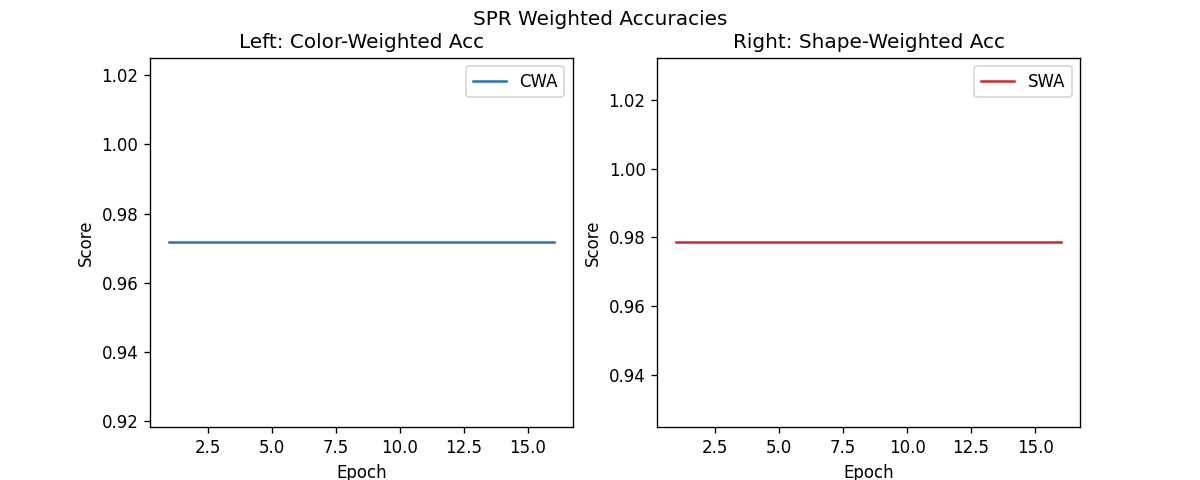 SPR Weighted Accuracies
Left: Color-Weighted Acc
CWA
1.02
1.00
0.98
0.96
0.94
0.92
Score
2.5 5.0 7.5 10.0 12.5 15.0
Epoch
Right: Shape-Weighted Acc
SWA
1.02
1.00
0.98
0.96
0.94
Score
2.5 5.0 7.5 10.0 12.5 15.0
Epoch